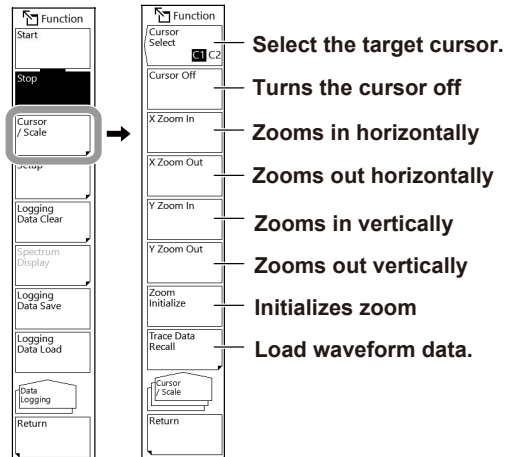 Function
Start
Stop
Cursor
/ Scale
Setup
Logging
Data Clear
Spectrum
Display
Logging
Data Save
Logging
Data Load
Data
Logging
Return
Function
Cursor
Select
C1 C2
Cursor Off
X Zoom In
X Zoom Out
Y Zoom In
Y Zoom Out
Zoom
Initialize
Trace Data
Recall
Cursor
/ Scale
Return
Select the target cursor.
Turns the cursor off
Zooms in horizontally
Zooms out horizontally
Zooms in vertically
Zooms out vertically
Initializes zoom
Load waveform data.